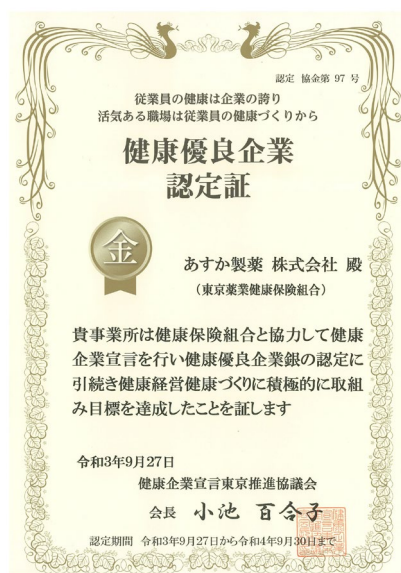 認定 協金第 97 号
従業員の健康は企業の誇り
活気ある職場は従業員の健康づくりから
健康優良企業
認定証
金
あすか製薬 株式会社 殿
(東京薬業健康保険組合)
貴事業所は健康保険組合と協力して健康
企業宣言を行い健康優良企業銀の認定に
引続き健康経営健康づくりに積極的に取組
み目標を達成したことを証します
令和3年9月27日
健康企業宣言東京推進協議会
会長 小池 百合子
認定期間 令和3年9月27日から令和4年9月30日まで